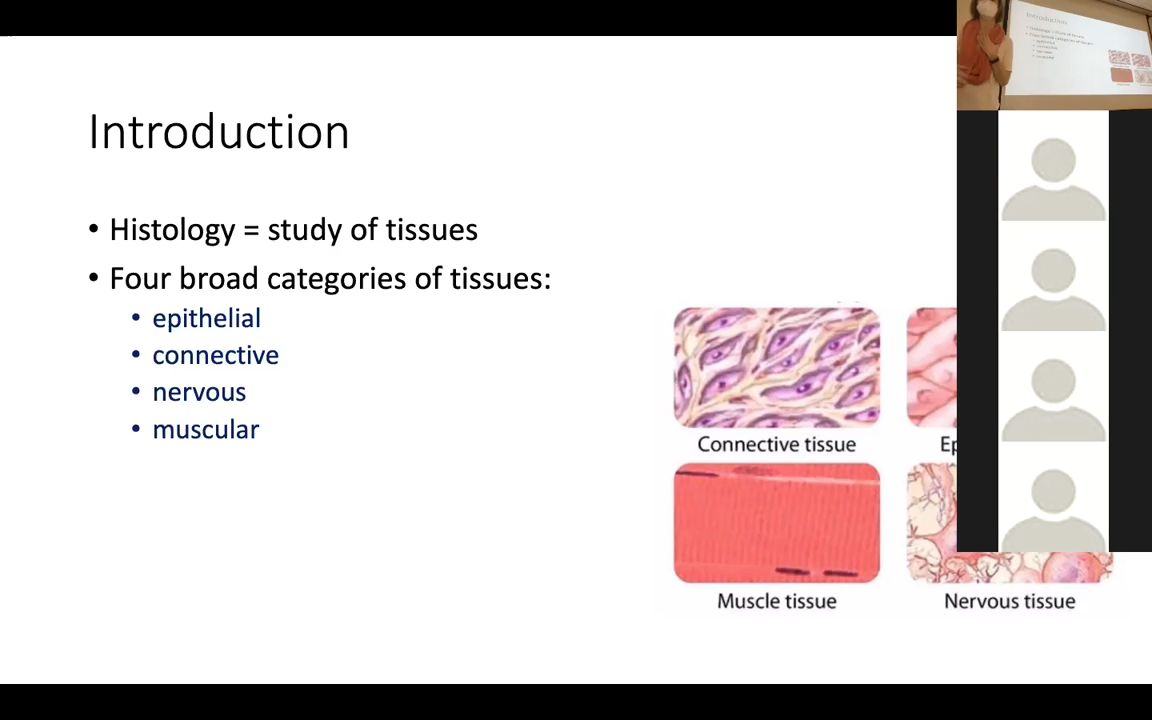 Introduction
• Histology = study of tissues
• Four broad categories of tissues:
• epithelial
• connective
• nervous
• muscular
Connective tissue
Ep
Muscle tissue
Nervous tissue
Introduction